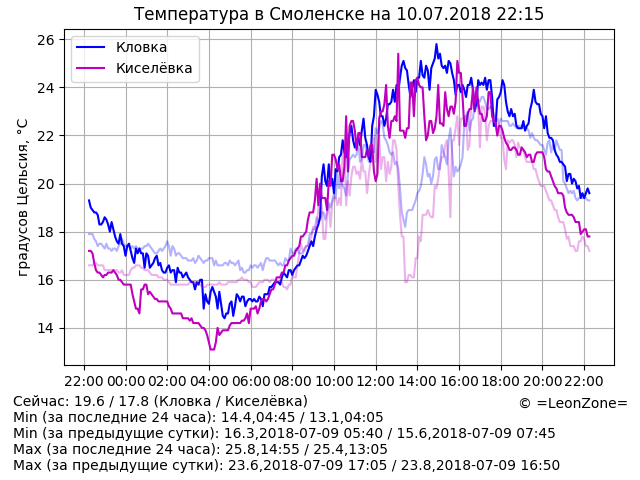 Температура в Смоленске на 10.07.2018 22:15
Кловка
Киселёвка
градусов Цельсия, °C
26
24
22
20
18
16
14
22:00 00:00 02:00 04:00 06:00 08:00 10:00 12:00 14:00 16:00 18:00 20:00 22:00
Сейчас: 19.6 / 17.8 (Кловка / Киселёвка)
© =LeonZone=
Min (за последние 24 часа): 14.4,04:45 / 13.1,04:05
Min (за предыдущие сутки): 16.3,2018-07-09 05:40 / 15.6,2018-07-09 07:45
Max (за последние 24 часа): 25.8,14:55 / 25.4,13:05
Max (за предыдущие сутки): 23.6,2018-07-09 17:05 / 23.8,2018-07-09 16:50